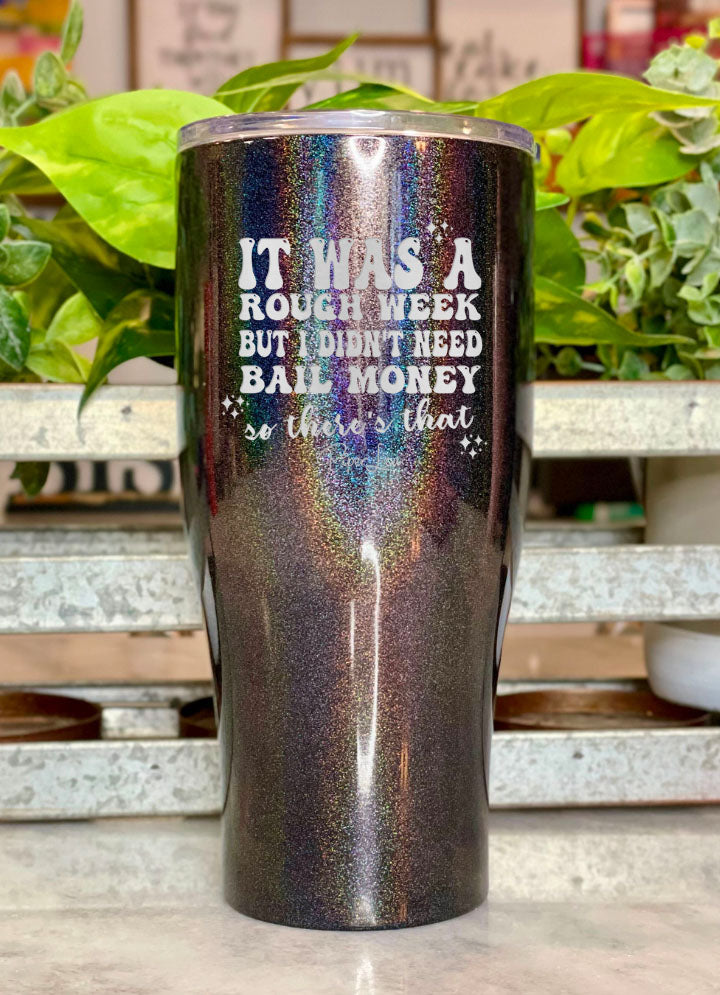 IT WAS A
ROUGH WEEK
BUT I DIDN'T NEED
BAIL MONEY
so there's that